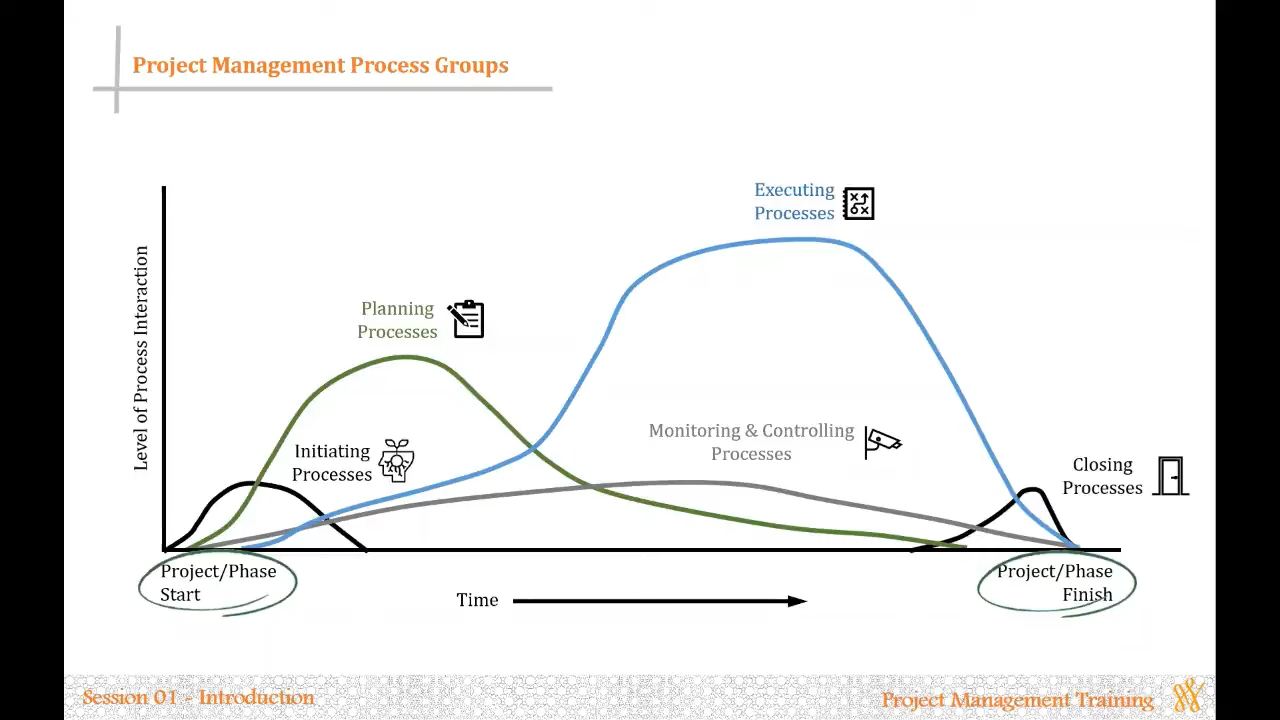 Project Management Process Groups
Executing
Processes
Planning
Processes
Level of Process Interaction
Initiating
Processes
Monitoring & Controlling
Processes
Closing
Processes
Project/Phase
Start
Time
Project/Phase
Finish
Session 01 - Introduction
Project Management Training